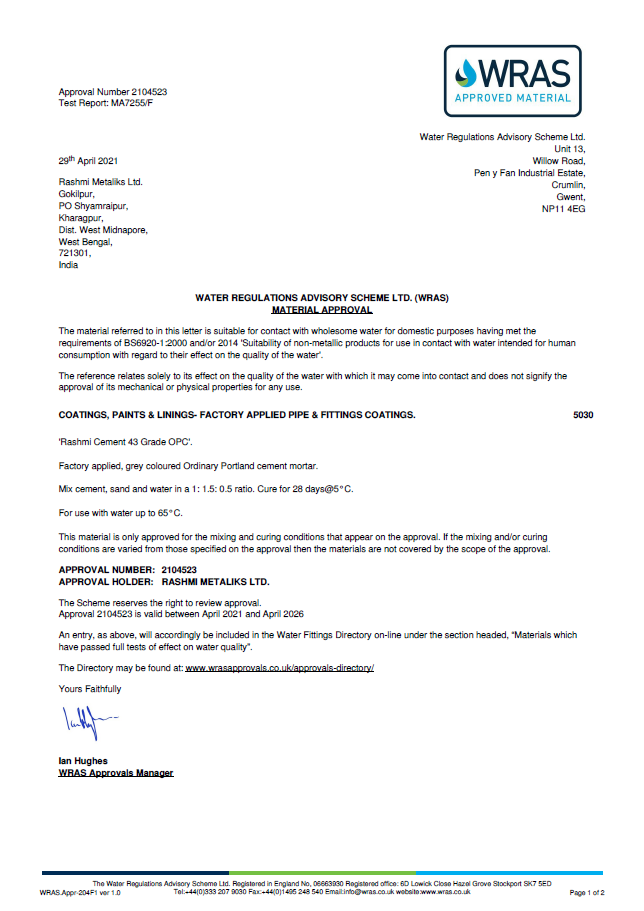 WRAS
APPROVED MATERIAL
Approval Number 2104523
Test Report: MA7255/F
Water Regulations Advisory Scheme Ltd.
Unit 13,
Willow Road,
Pen y Fan Industrial Estate,
Crumlin,
Gwent,
NP11 4EG
29th April 2021
Rashmi Metaliks Ltd.
Gokilpur,
PO Shyamraipur,
Kharagpur,
Dist. West Midnapore,
West Bengal,
721301,
India
WATER REGULATIONS ADVISORY SCHEME LTD. (WRAS)
MATERIAL APPROVAL
The material referred to in this letter is suitable for contact with wholesome water for domestic purposes having met the
requirements of BS6920-1:2000 and/or 2014 'Suitability of non-metallic products for use in contact with water intended for human
consumption with regard to their effect on the quality of the water'.
The reference relates solely to its effect on the quality of the water with which it may come into contact and does not signify the
approval of its mechanical or physical properties for any use.
COATINGS, PAINTS & LININGS- FACTORY APPLIED PIPE & FITTINGS COATINGS. 5030
'Rashmi Cement 43 Grade OPC'.
Factory applied, grey coloured Ordinary Portland cement mortar.
Mix cement, sand and water in a 1: 1.5: 0.5 ratio. Cure for 28 days@5°C.
For use with water up to 65°C.
This material is only approved for the mixing and curing conditions that appear on the approval. If the mixing and/or curing
conditions are varied from those specified on the approval then the materials are not covered by the scope of the approval.
APPROVAL NUMBER: 2104523
APPROVAL HOLDER: RASHMI METALIKS LTD.
The Scheme reserves the right to review approval.
Approval 2104523 is valid between April 2021 and April 2026
An entry, as above, will accordingly be included in the Water Fittings Directory on-line under the section headed, "Materials which
have passed full tests of effect on water quality".
The Directory may be found at: www.wrasapprovals.co.uk/approvals-directory/
Yours Faithfully
Ian Hughes
WRAS Approvals Manager
The Water Regulations Advisory Scheme Ltd. Registered in England No, 06663930 Registered office: 6D Lowick Close Hazel Grove Stockport SK7 5ED
WRAS.Appr-204F1 ver 1.0 Tel:+44(0)333 207 9030 Fax:+44(0)1495 248 540 Email:info@wras.co.uk website:www.wras.co.uk Page 1 of 2